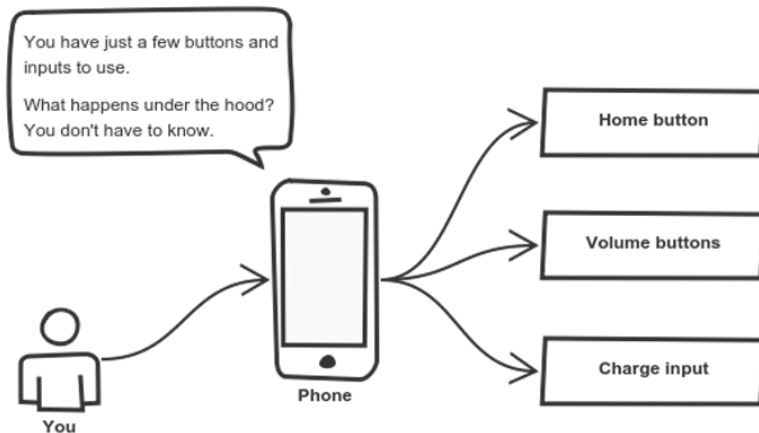 You have just a few buttons and
inputs to use.
What happens under the hood?
You don't have to know.
Home button
Volume buttons
Charge input
Phone
You